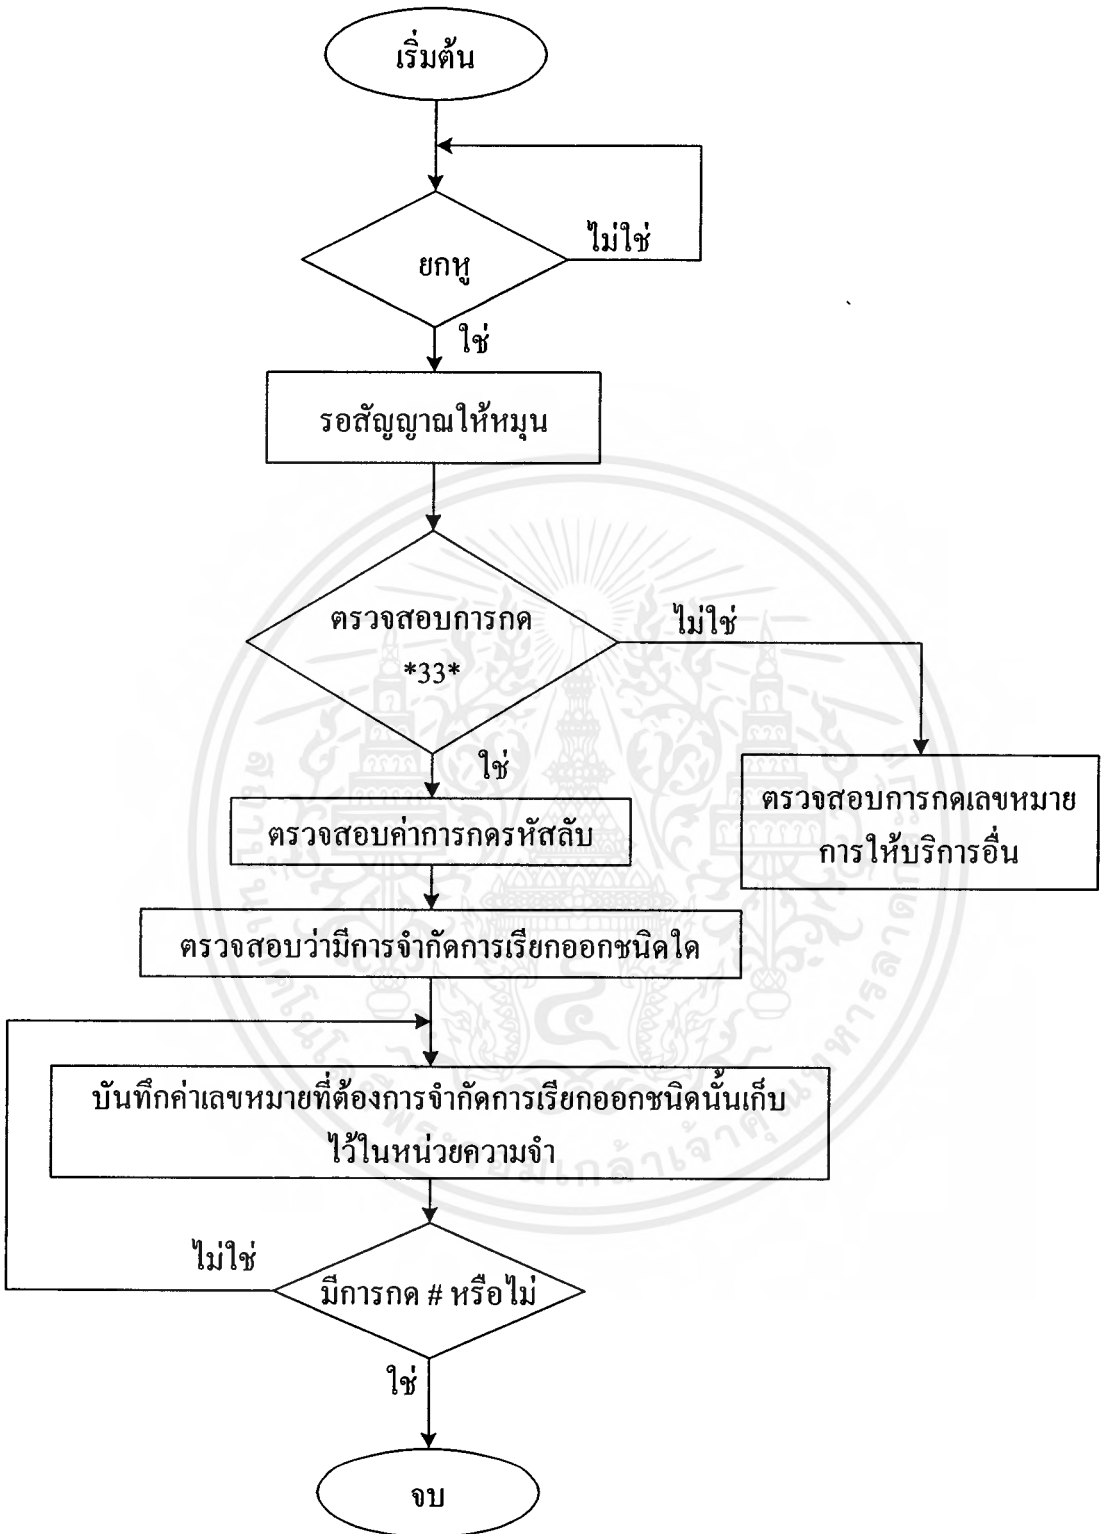 เริ่มต้น
ยกหู
ไม่ใช่
ใช่
รอสัญญาณให้หมุน
ตรวจสอบการกด
*33*
ไม่ใช่
ใช่
ตรวจสอบการกดเลขหมาย
การให้บริการอื่น
ตรวจสอบค่าการกดรหัสลับ
ตรวจสอบว่ามีการจำกัดการเรียกออกชนิดใด
บันทึกค่าเลขหมายที่ต้องการจำกัดการเรียกออกชนิดนั้นเก็บ
ไว้ในหน่วยความจำ
ไม่ใช่
มีการกด # หรือไม่
ใช่
จบ